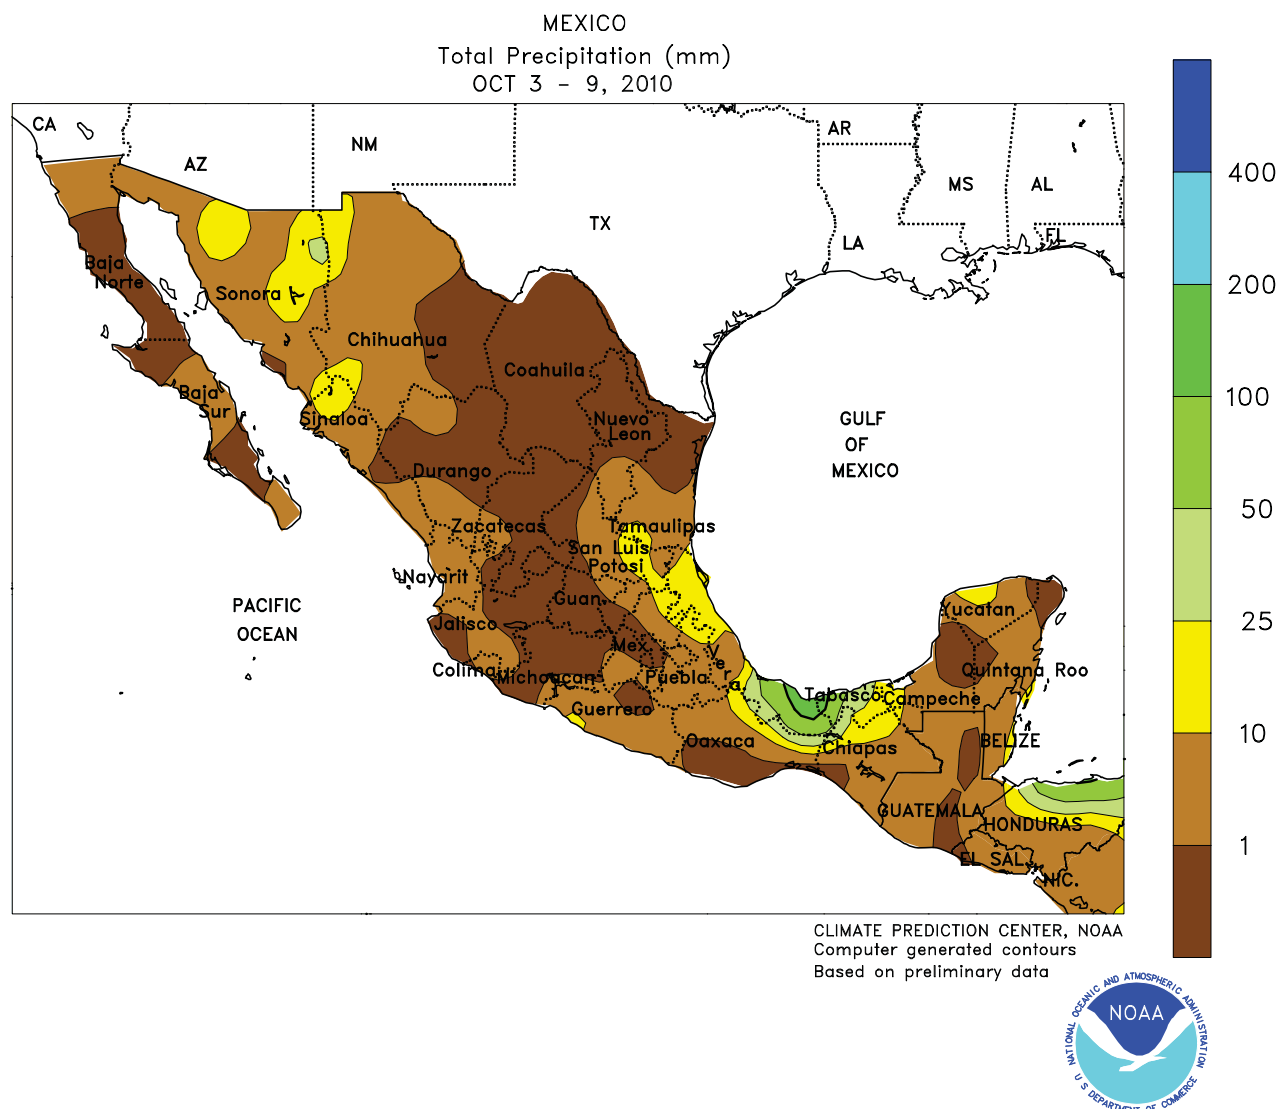 MEXICO
Total Precipitation (mm)
OCT 3 - 9, 2010
CA
AZ
NM
TX
AR
MS
AL
LA
FL
Baja
Norte
Sonora
Chihuahua
Coahuila
Baja
Sur
Sinaloa
Nuevo
Leon
Durango
GULF
OF
MEXICO
Zacatecas
Tamaulipas
San Luis
Potosi
Nayarit
Guan.
PACIFIC
OCEAN
Jalisco
Mex.
Colima
Michoacan
Puebla
Vera.
Guerrero
Oaxaca
Tabasco
Campeche
Chiapas
Yucatan
Quintana Roo
BELIZE
GUATEMALA
HONDURAS
EL SAL.
NIC.
400
200
100
50
25
10
1
CLIMATE PREDICTION CENTER, NOAA
Computer generated contours
Based on preliminary data
NATIONAL OCEANIC AND ATMOSPHERIC ADMINISTRATION
NOAA
U S DEPARTMENT OF COMMERCE